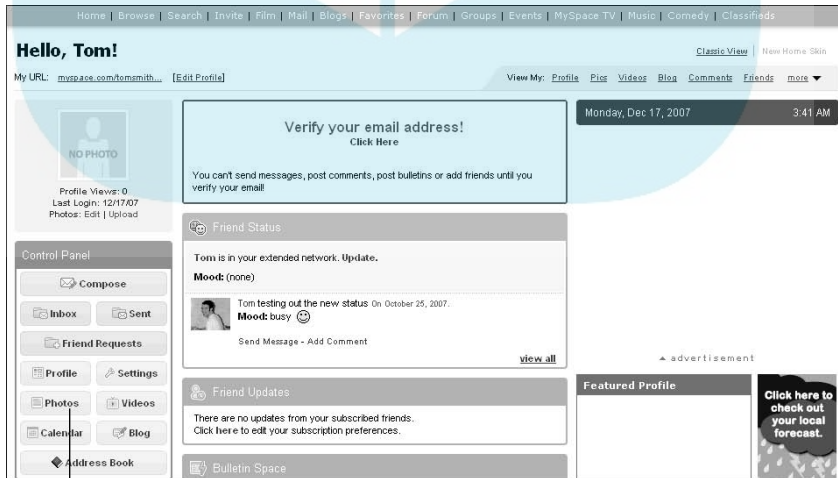 Home | Browse | Search | Invite | Film | Mail | Blogs | Favorites | Forum | Groups | Events | MySpace TV | Music | Comedy | Classifieds
Hello, Tom!
Classic View | New Home Skin
My URL: myspace.com/tomsmith... [Edit Profile]
View My: Profile Pics Videos Blog Comments Friends more
NO PHOTO
Profile Views: 0
Last Login: 12/17/07
Photos: Edit | Upload
Control Panel
Compose
Inbox Sent
Friend Requests
Profile Settings
Photos Videos
Calendar Blog
Address Book
Verify your email address!
Click Here
You can't send messages, post comments, post bulletins or add friends until you
verify your email!
Friend Status
Tom is in your extended network. Update.
Mood: (none)
Tom testing out the new status On October 25, 2007.
Mood: busy
Send Message - Add Comment
view all
Friend Updates
There are no updates from your subscribed friends.
Click here to edit your subscription preferences.
Bulletin Space
Monday, Dec 17, 2007 3:41 AM
advertisement
Featured Profile
Click here to
check out
your local
forecast.